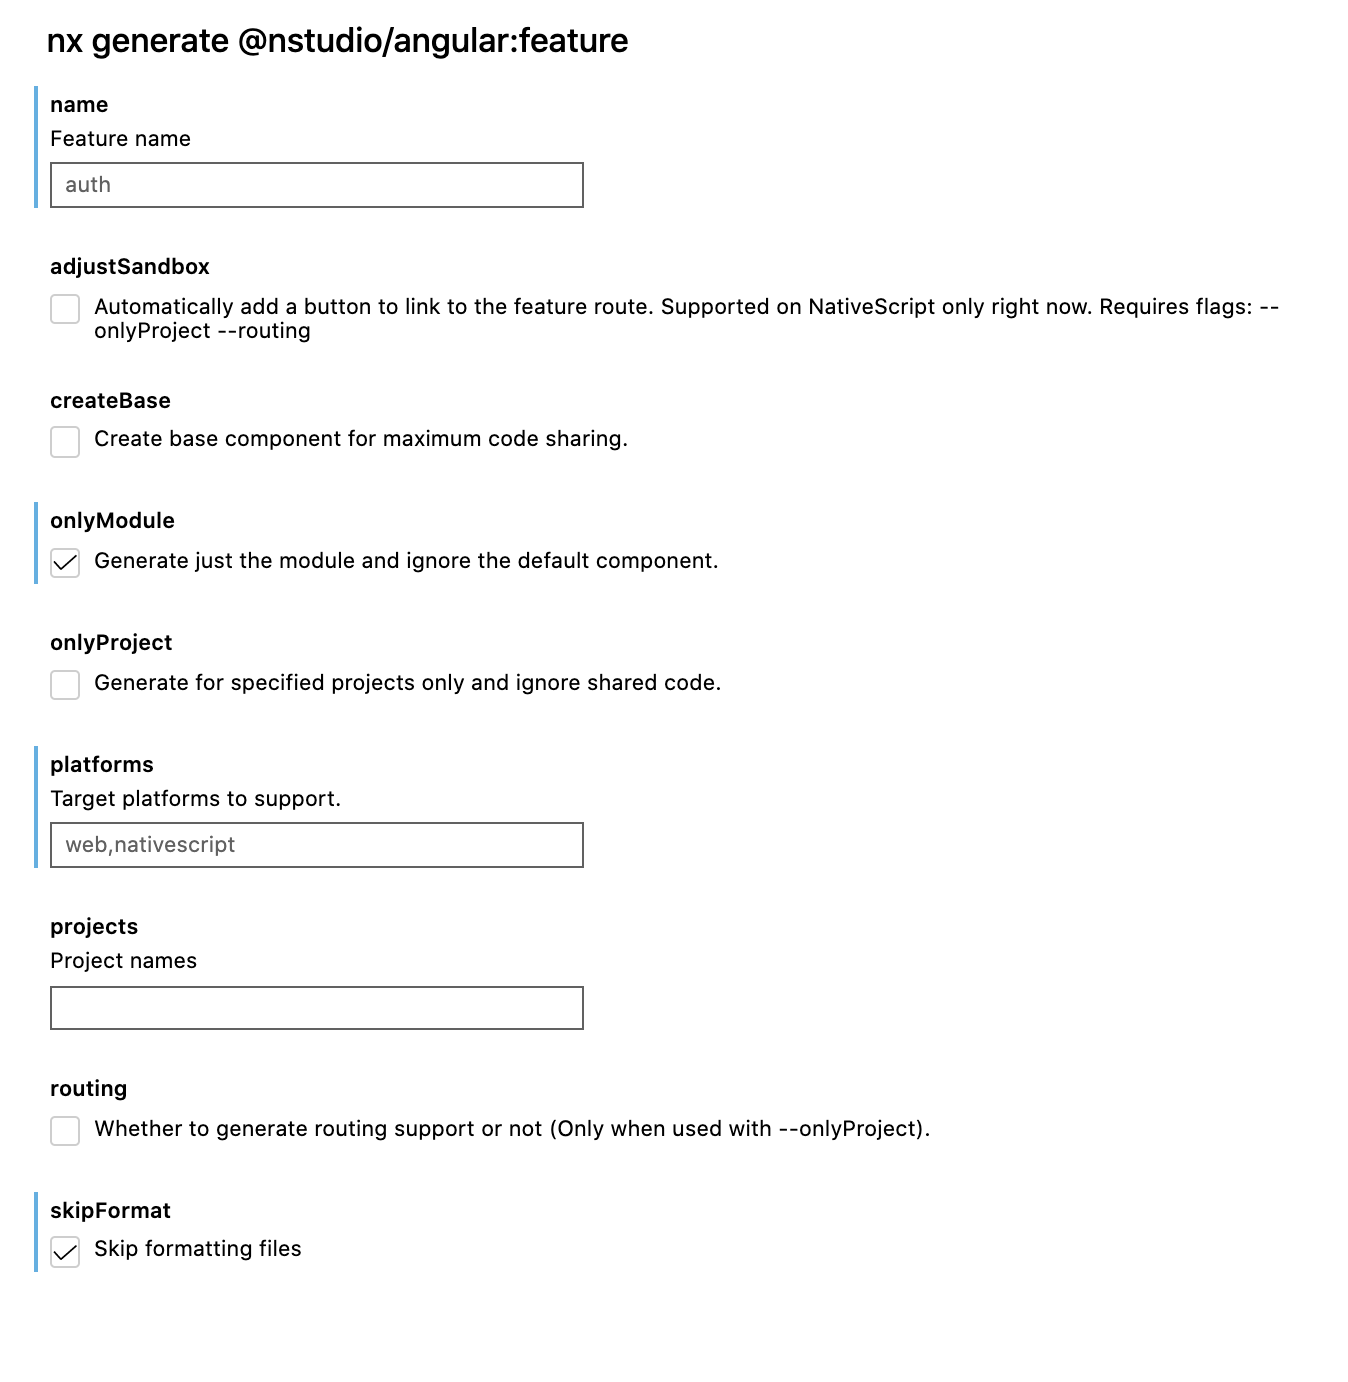 nx generate @nstudio/angular:feature
name
Feature name
auth
adjustSandbox
Automatically add a button to link to the feature route. Supported on NativeScript only right now. Requires flags: --
onlyProject --routing
createBase
Create base component for maximum code sharing.
onlyModule
Generate just the module and ignore the default component.
onlyProject
Generate for specified projects only and ignore shared code.
platforms
Target platforms to support.
web,nativescript
projects
Project names
routing
Whether to generate routing support or not (Only when used with --onlyProject).
skipFormat
Skip formatting files